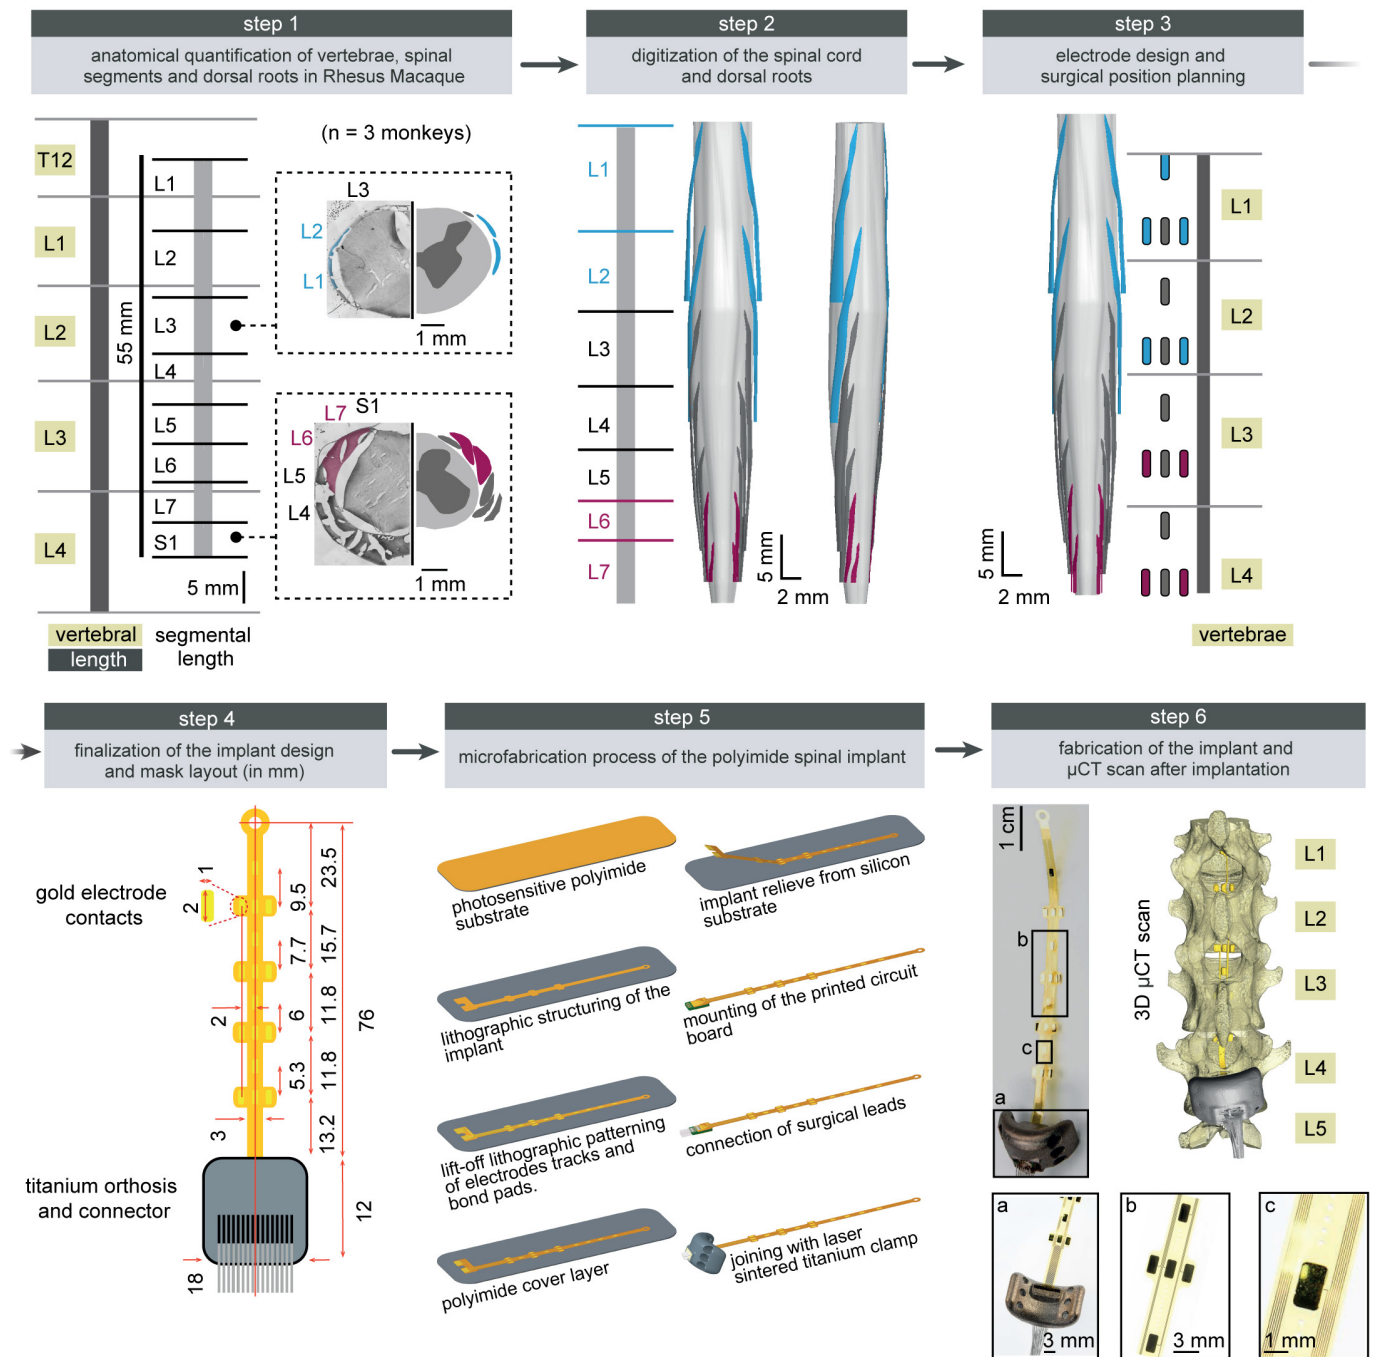 step 1
anatomical quantification of vertebrae, spinal
segments and dorsal roots in Rhesus Macaque
step 2
digitization of the spinal cord
and dorsal roots
step 3
electrode design and
surgical position planning
(n = 3 monkeys)
T12
L1
L2
L3
L4
55 mm
L1
L2
L3
L4
L5
L6
L7
S1
5 mm
vertebral
length
segmental
length
L3
L2
L1
1 mm
L7
S1
L6
L5
L4
1 mm
L1
L2
L3
L4
L5
L6
L7
5 mm
2 mm
5 mm
2 mm
L1
L2
L3
L4
vertebrae
step 4
finalization of the implant design
and mask layout (in mm)
step 5
microfabrication process of the polyimide spinal implant
step 6
fabrication of the implant and
µCT scan after implantation
gold electrode
contacts
1
2
9.5
23.5
7.7
15.7
2
6
11.8
76
5.3
11.8
3
13.2
titanium orthosis
and connector
12
18
photosensitive polyimide
substrate
lithographic structuring of the
implant
lift-off lithographic patterning
of electrodes tracks and
bond pads.
polyimide cover layer
implant relieve from silicon
substrate
mounting of the printed circuit
board
connection of surgical leads
joining with laser
sintered titanium clamp
1 cm
b
c
a
3D µCT scan
L1
L2
L3
L4
L5
a
3 mm
b
3 mm
c
1 mm